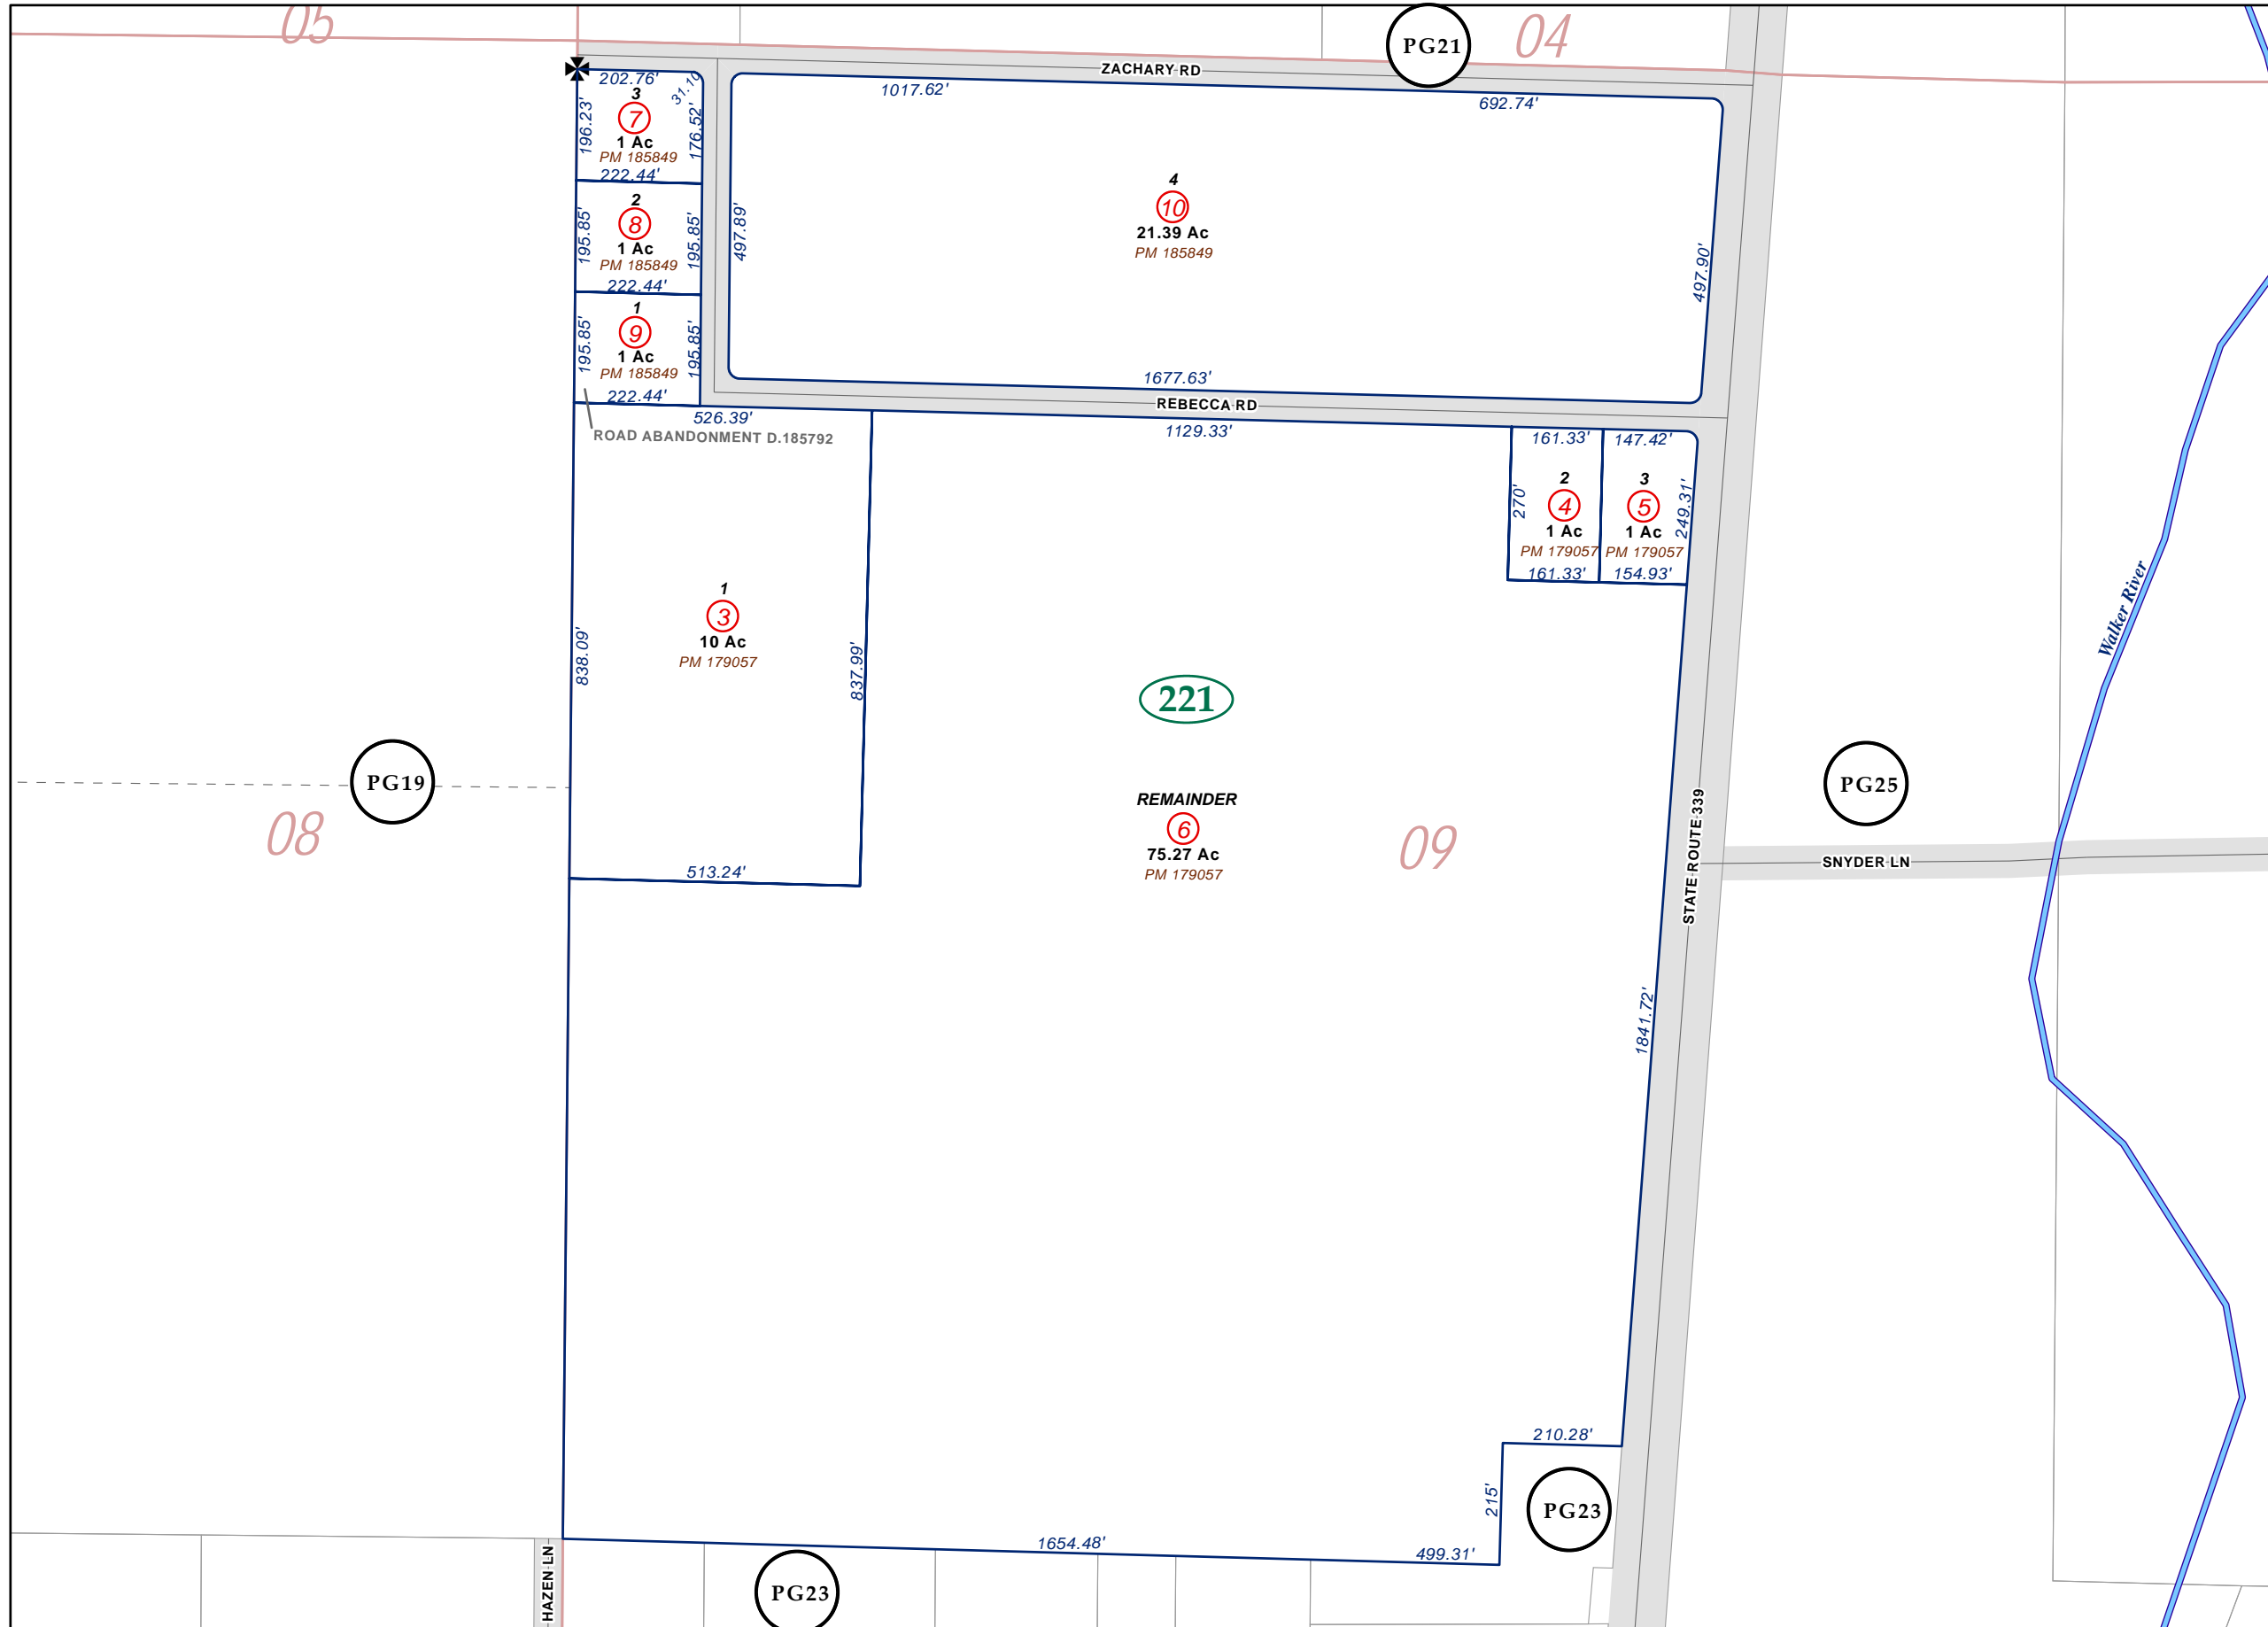 05
04
PG21
ZACHARY RD
202.76'
31.10
1017.62'
692.74'
3
7
1 Ac
PM 185849
196.23'
176.52'
222.44'
2
8
1 Ac
PM 185849
195.85'
195.85'
222.44'
1
9
1 Ac
PM 185849
195.85'
195.85'
222.44'
4
10
21.39 Ac
PM 185849
497.89'
497.90'
1677.63'
REBECCA RD
526.39'
ROAD ABANDONMENT D.185792
1129.33'
161.33'
147.42'
2
4
1 Ac
PM 179057
270'
161.33'
3
5
1 Ac
PM 179057
249.31'
154.93'
1
3
10 Ac
PM 179057
838.09'
837.99'
513.24'
221
Walker River
PG19
08
REMAINDER
6
75.27 Ac
PM 179057
09
STATE ROUTE 339
PG25
SNYDER LN
1841.72'
210.28'
215'
PG23
1654.48'
499.31'
HAZEN LN
PG23